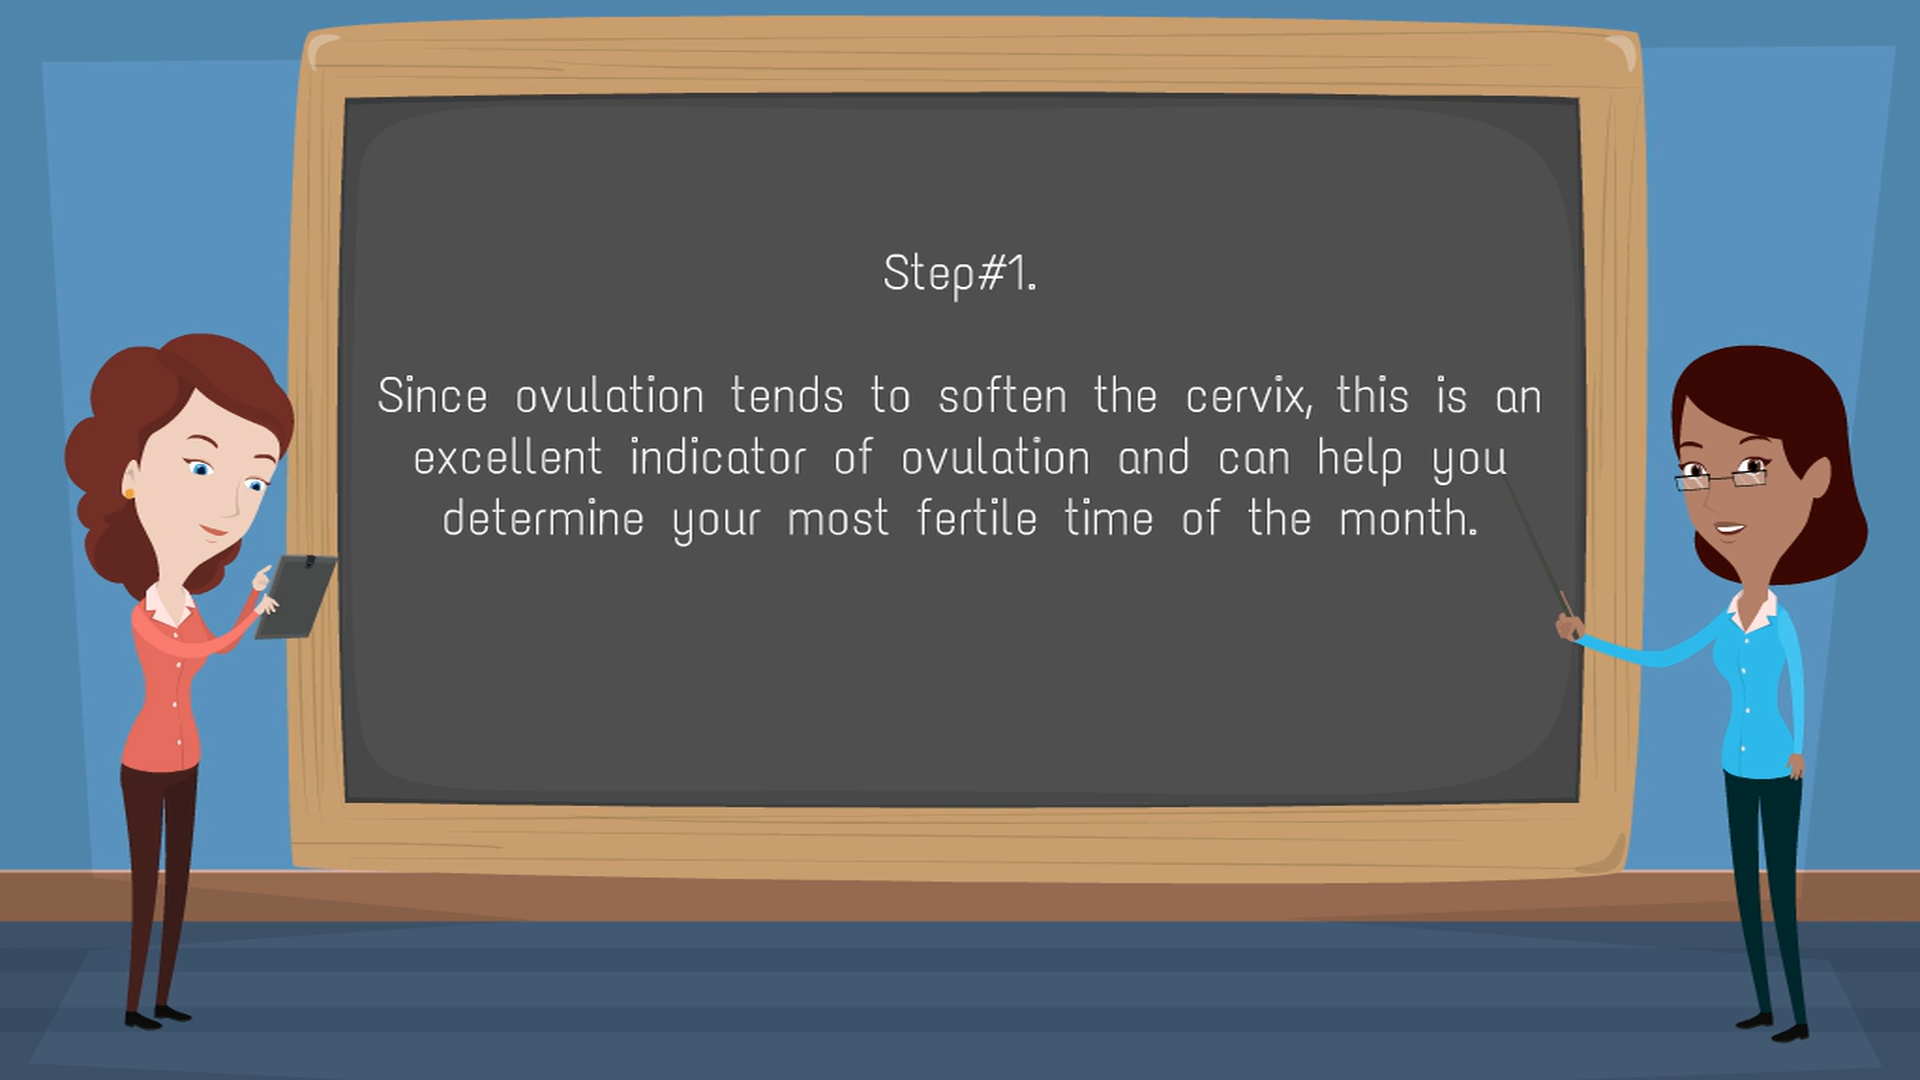 Step#1.
Since ovulation tends to soften the cervix, this is an
excellent indicator of ovulation and can help you
determine your most fertile time of the month.